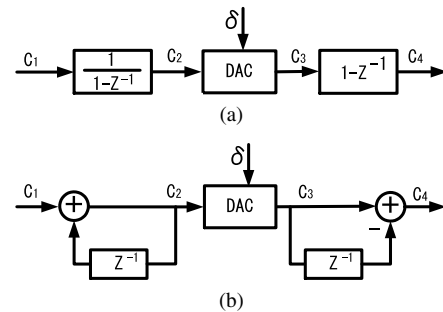 δ
C₁ 1/(1−Z⁻¹) C₂ DAC C₃ 1−Z⁻¹ C₄
(a)
δ
C₁ + C₂ DAC C₃ + C₄
−
Z⁻¹ Z⁻¹
(b)